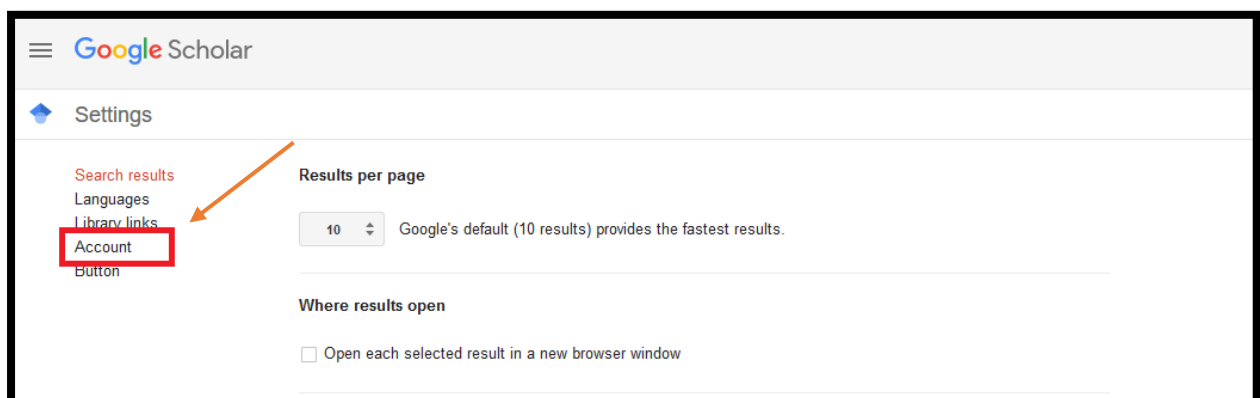 Google Scholar
Settings
Search results
Languages
Library links
Account
Button
Results per page
10
Google's default (10 results) provides the fastest results.
Where results open
Open each selected result in a new browser window